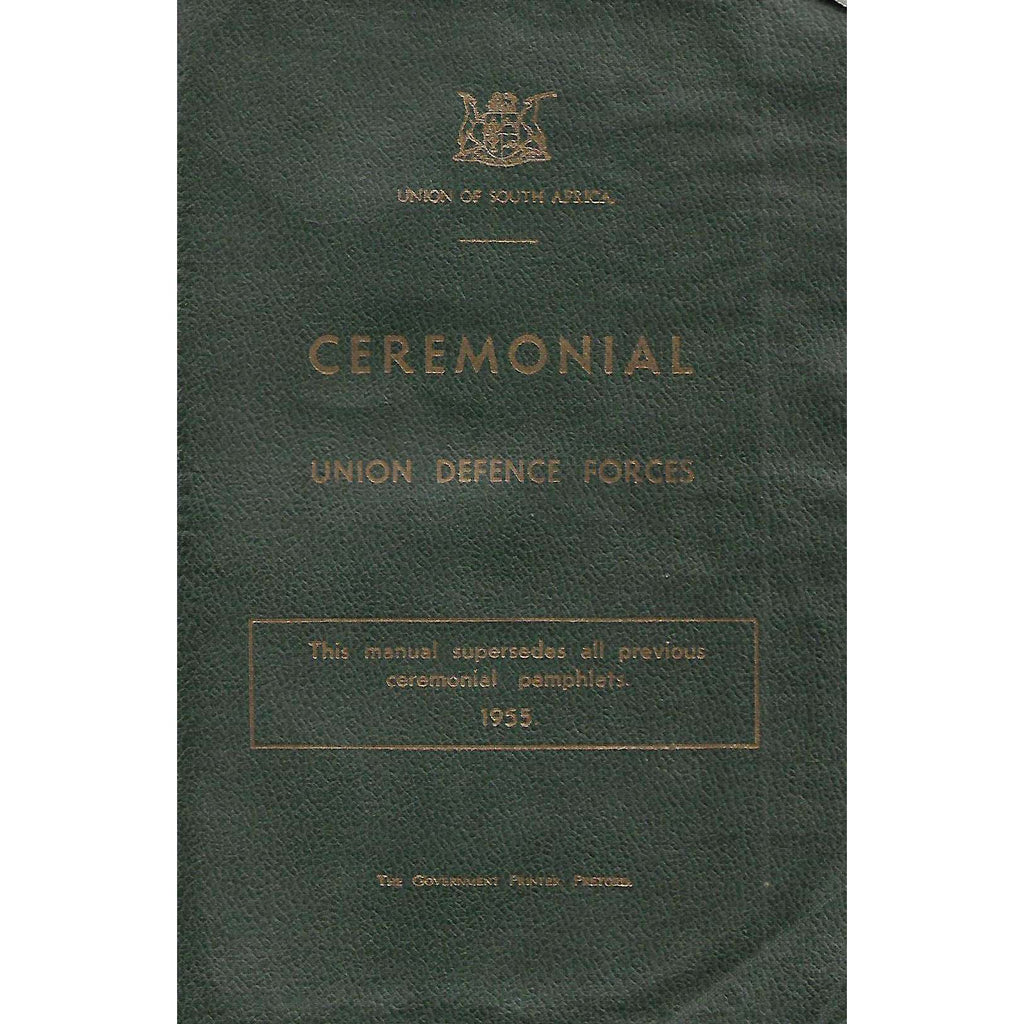 UNION OF SOUTH AFRICA.
CEREMONIAL
UNION DEFENCE FORCES
This manual supersedes all previous
ceremonial pamphlets.
1955.
THE GOVERNMENT PRINTER, PRETORIA.